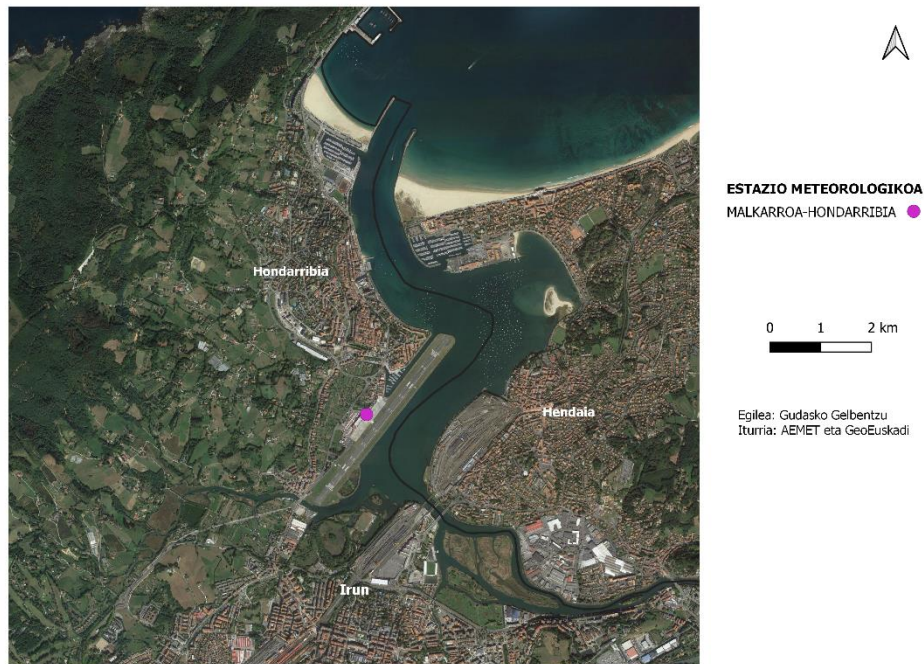 Hondarribia
Hendaia
Irun
ESTAZIO METEOROLOGIKOA
MALKARROA-HONDARRIBIA
0 1 2 km
Egilea: Gudasko Gelbentzu
Iturria: AEMET eta GeoEuskadi